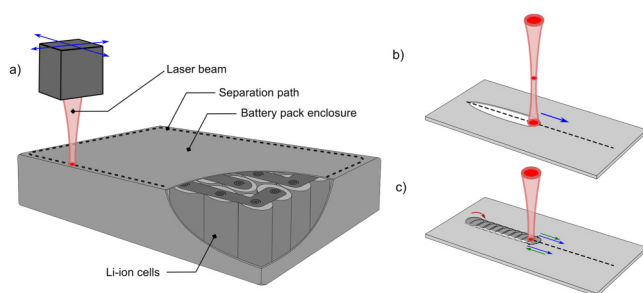 a)
Laser beam
Separation path
Battery pack enclosure
Li-ion cells
b)
c)